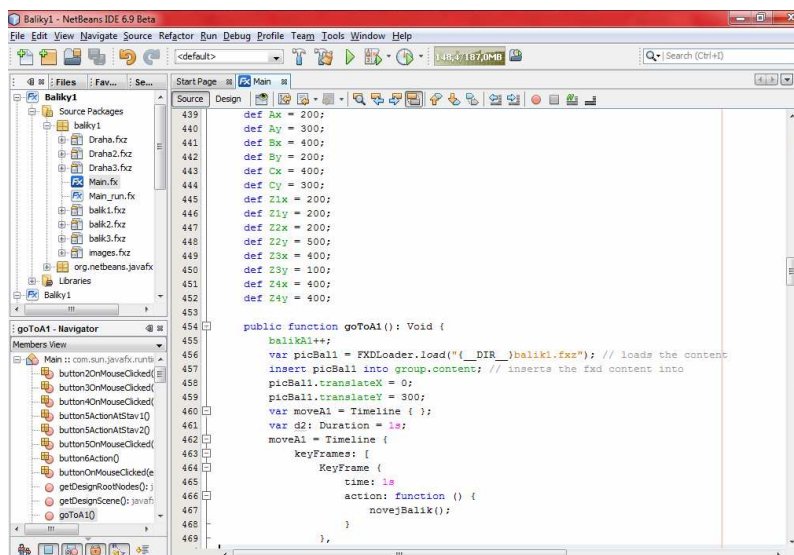 Baliky1 - NetBeans IDE 6.9 Beta
File Edit View Navigate Source Refactor Run Debug Profile Team Tools Window Help
<default>
148,4/187,0MB
Search (Ctrl+I)
Files Fav... Se...
Start Page Main
Source Design
Baliky1
Source Packages
baliky1
Draha.fxz
Draha2.fxz
Draha3.fxz
Main.fx
Main_run.fx
balik1.fxz
balik2.fxz
balik3.fxz
images.fxz
org.netbeans.javafx
Libraries
Baliky1
goToA1 - Navigator
Members View
Main :: com.sun.javafx.runti
button2OnMouseClicked(
button3OnMouseClicked(
button4OnMouseClicked(
button5ActionAtStav1()
button5ActionAtStav2()
button5OnMouseClicked(
button6Action()
buttonOnMouseClicked(e
getDesignRootNodes(): j
getDesignScene(): javaf:
goToA1()
439 def Ax = 200;
440 def Ay = 300;
441 def Bx = 400;
442 def By = 200;
443 def Cx = 400;
444 def Cy = 300;
445 def Z1x = 200;
446 def Z1y = 200;
447 def Z2x = 200;
448 def Z2y = 500;
449 def Z3x = 400;
450 def Z3y = 100;
451 def Z4x = 400;
452 def Z4y = 400;
453
454 public function goToA1(): Void {
455 balikA1++;
456 var picBal1 = FXDLoader.load("{__DIR__}balik1.fxz"); // loads the content
457 insert picBal1 into group.content; // inserts the fxd content into
458 picBal1.translateX = 0;
459 picBal1.translateY = 300;
460 var moveA1 = Timeline { };
461 var d2: Duration = 1s;
462 moveA1 = Timeline {
463 keyFrames: [
464 KeyFrame {
465 time: 1s
466 action: function () {
467 novejBalik();
468 }
469 },